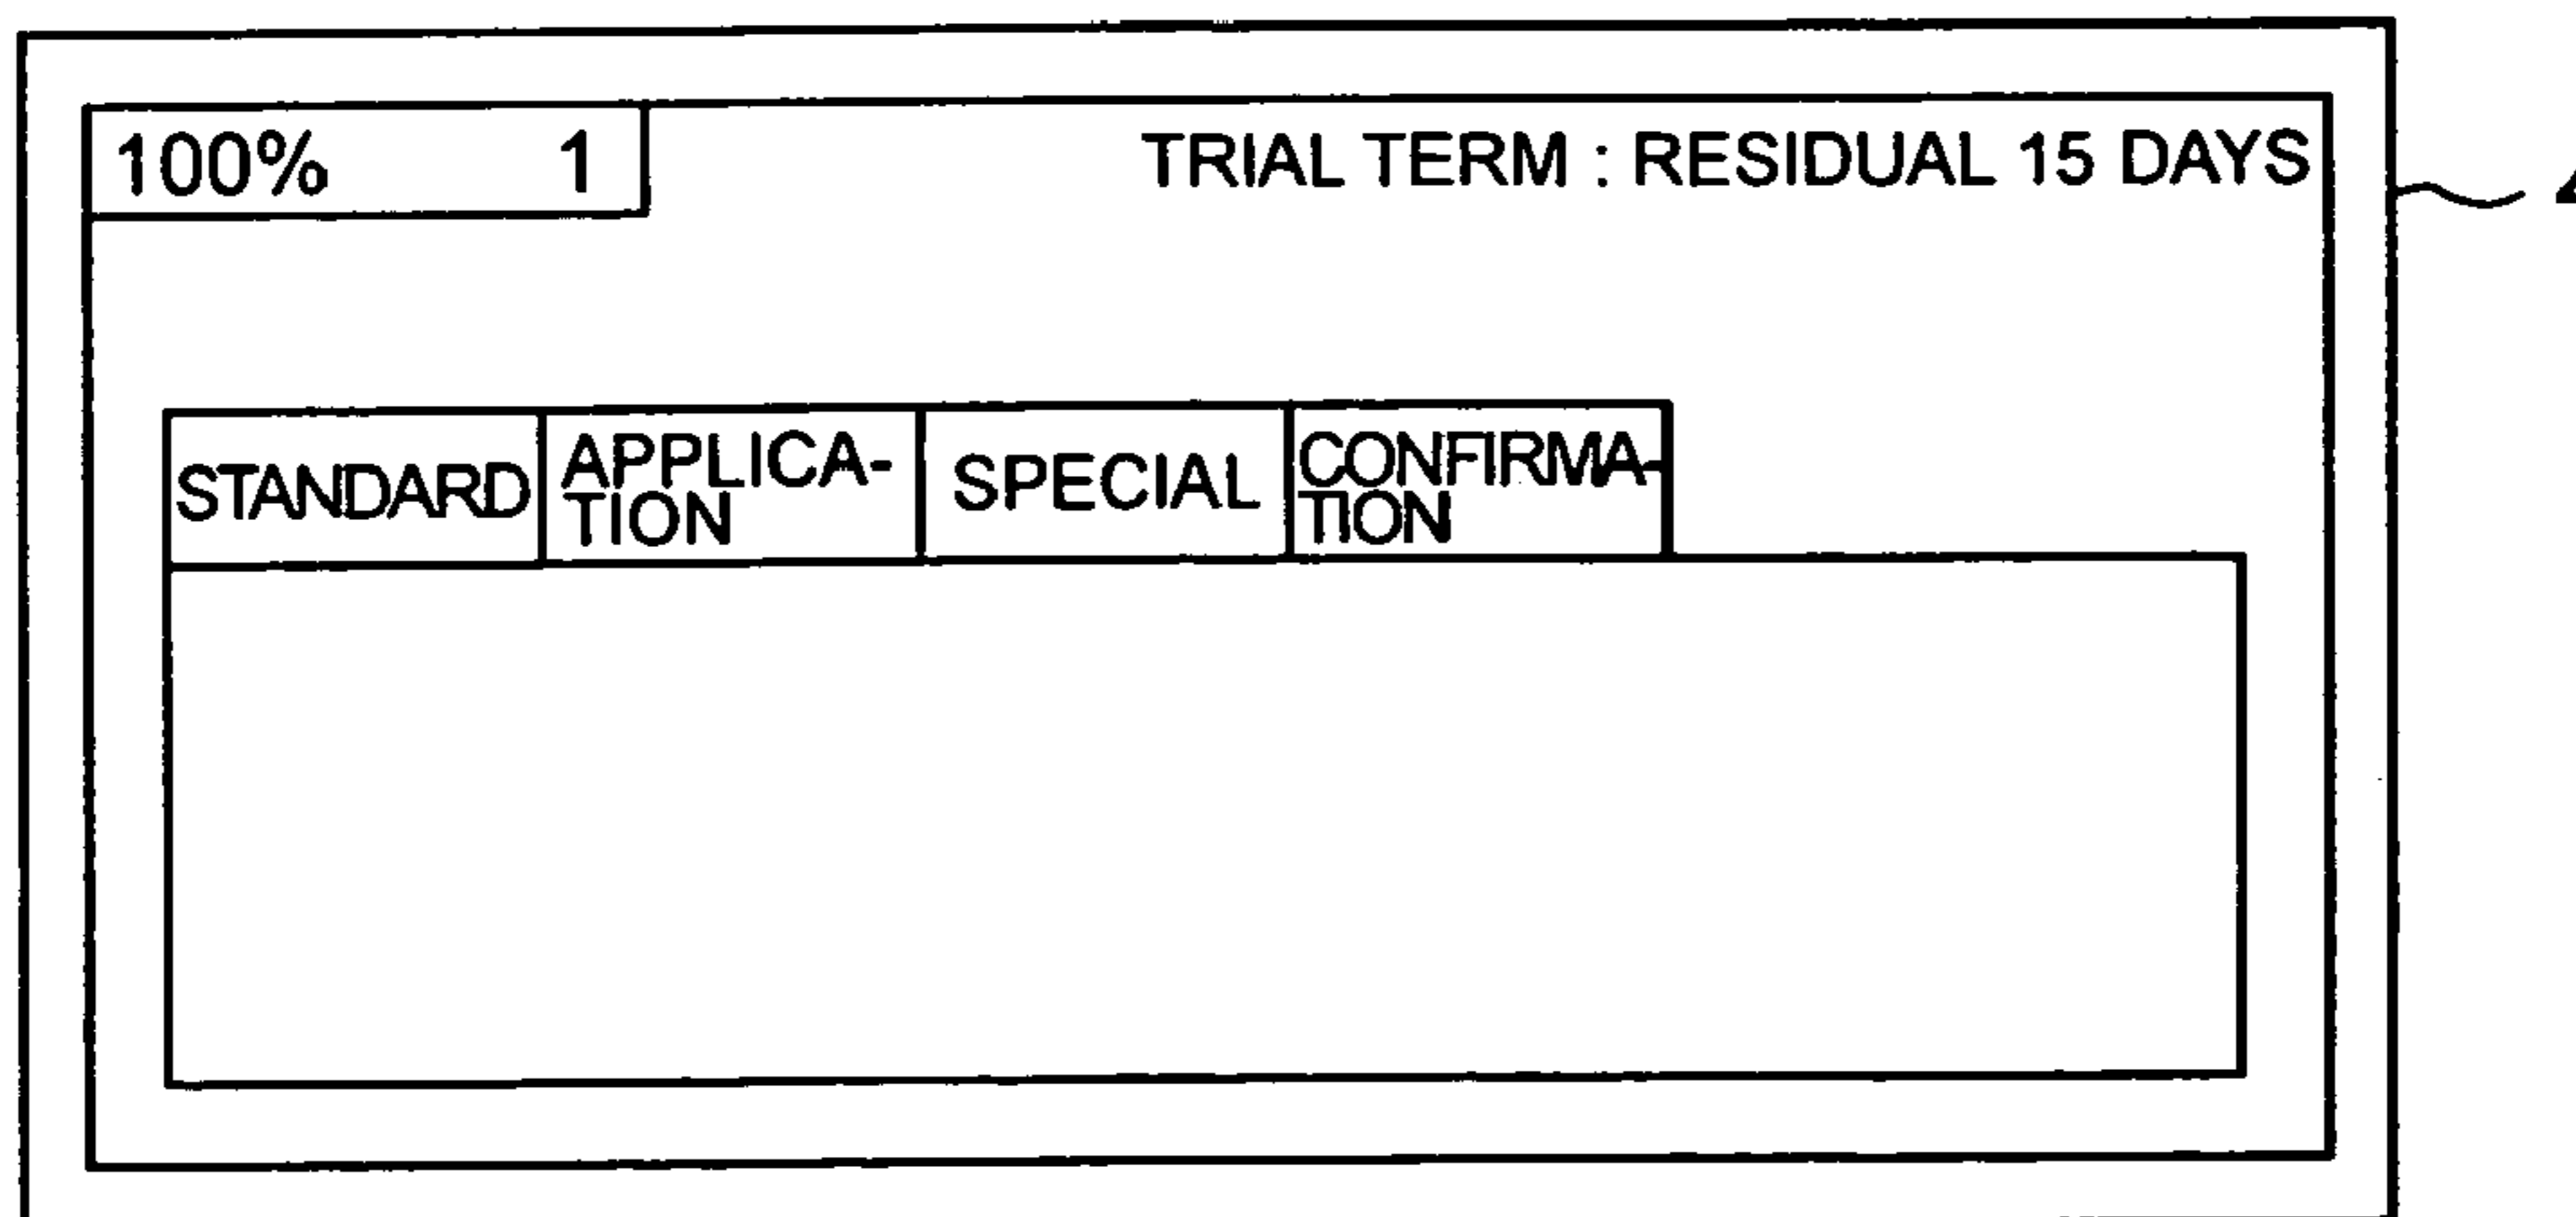 100% 1 TRIAL TERM : RESIDUAL 15 DAYS
STANDARD
APPLICA-
TION
SPECIAL
CONFIRMA-
TION